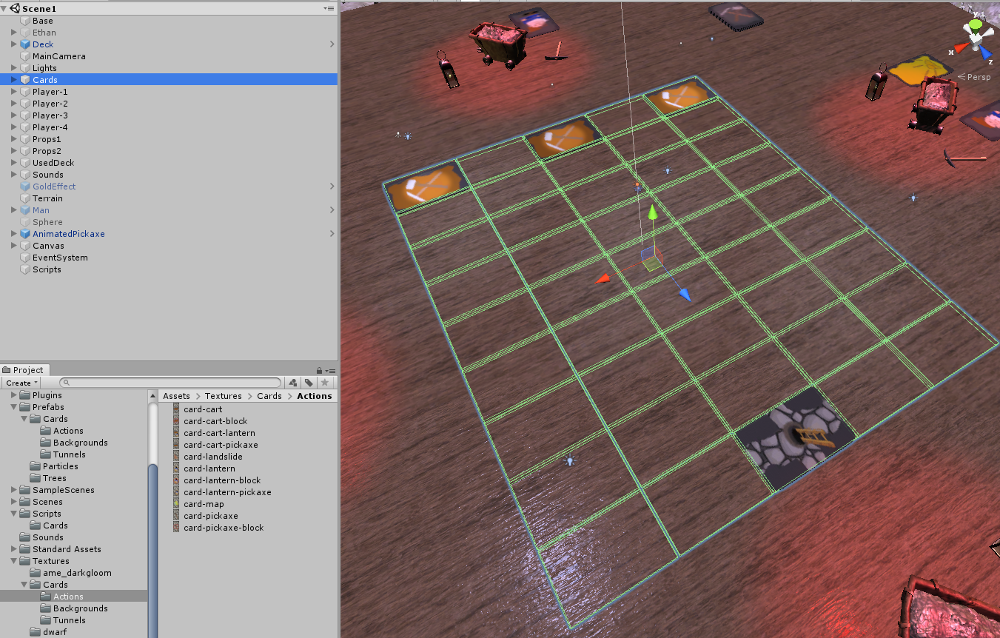 Scene1
Base
Ethan
Deck
MainCamera
Lights
Cards
Player-1
Player-2
Player-3
Player-4
Props1
Props2
UsedDeck
Sounds
GoldEffect
Terrain
Man
Sphere
AnimatedPickaxe
Canvas
EventSystem
Scripts
Project
Create
Plugins
Prefabs
Cards
Actions
Backgrounds
Tunnels
Particles
Trees
SampleScenes
Scenes
Scripts
Cards
Sounds
Standard Assets
Textures
ame_darkgloom
Cards
Actions
Backgrounds
Tunnels
dwarf
Assets > Textures > Cards > Actions
card-cart
card-cart-block
card-cart-lantern
card-cart-pickaxe
card-landslide
card-lantern
card-lantern-block
card-lantern-pickaxe
card-map
card-pickaxe
card-pickaxe-block
y
x
z
Persp